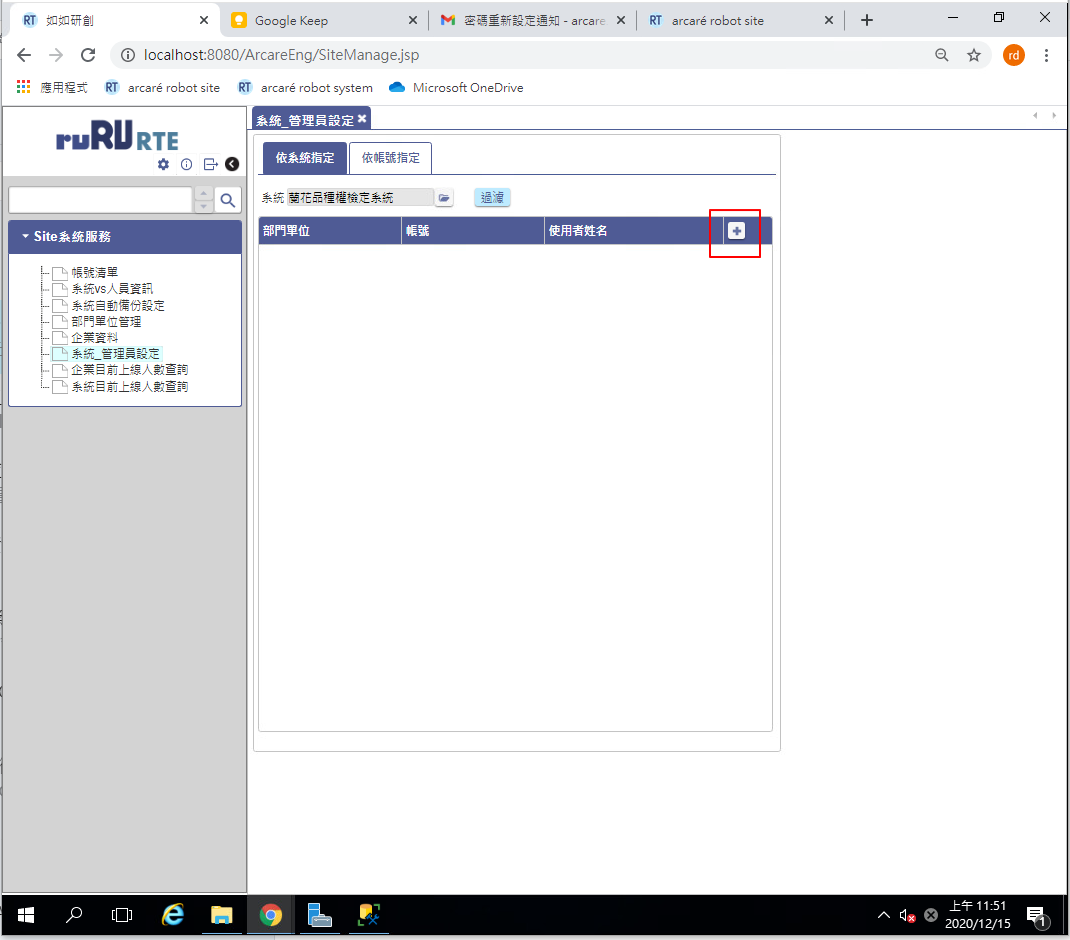 如如研創
Google Keep
密碼重新設定通知 - arcare
arcaré robot site
localhost:8080/ArcareEng/SiteManage.jsp
rd
應用程式
arcaré robot site
arcaré robot system
Microsoft OneDrive
ruRU RTE
系統_管理員設定
依系統指定
依帳號指定
系統 蘭花品種權檢定系統
過濾
部門單位
帳號
使用者姓名
Site系統服務
帳號清單
系統vs人員資訊
系統自動備份設定
部門單位管理
企業資料
系統_管理員設定
企業目前上線人數查詢
系統目前上線人數查詢
上午 11:51
2020/12/15
1